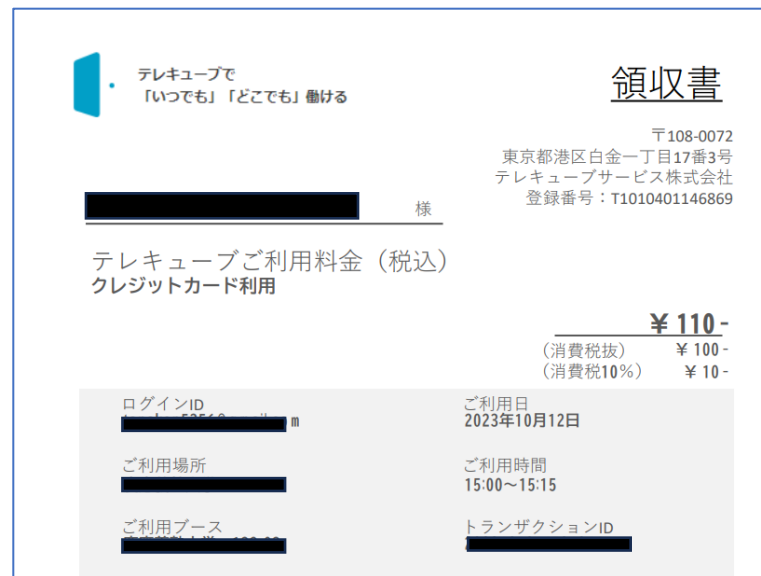 テレキューブで
「いつでも」「どこでも」働ける
領収書
〒108-0072
東京都港区白金一丁目17番3号
テレキューブサービス株式会社
登録番号：T1010401146869
様
テレキューブご利用料金（税込）
クレジットカード利用
¥ 110-
（消費税抜） ¥ 100-
（消費税10%） ¥ 10-
ログインID
m
ご利用日
2023年10月12日
ご利用場所
ご利用時間
15:00～15:15
ご利用ブース
トランザクションID